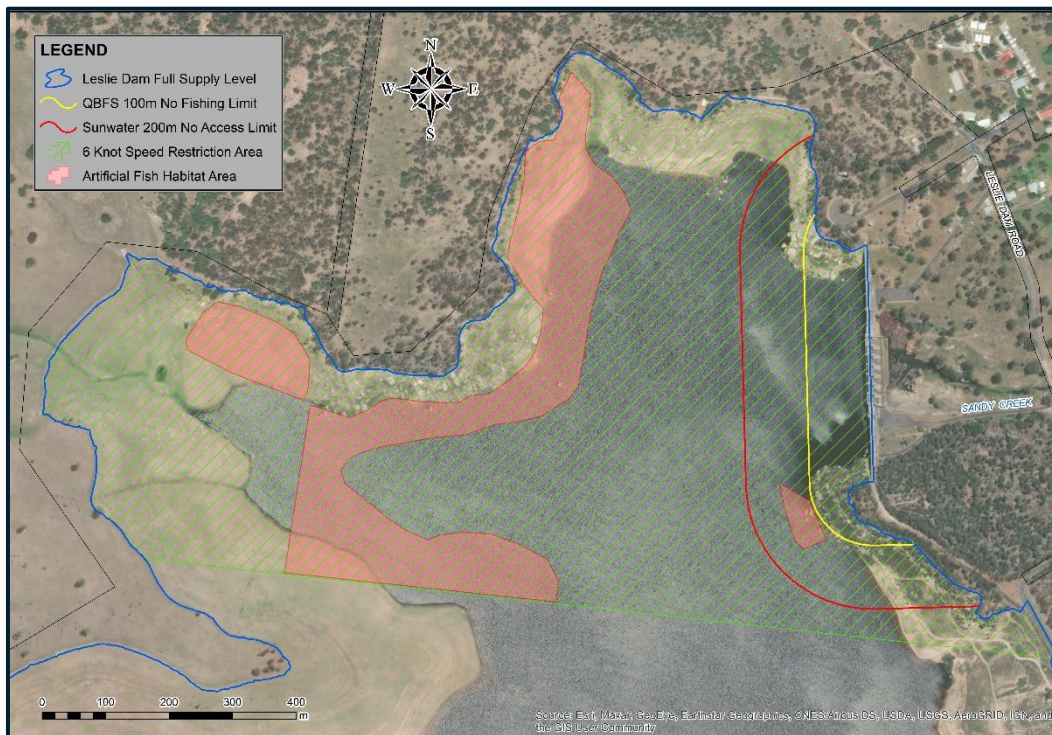 LEGEND
Leslie Dam Full Supply Level
QBFS 100m No Fishing Limit
Sunwater 200m No Access Limit
6 Knot Speed Restriction Area
Artificial Fish Habitat Area
N
W E
S
LESLIE DAM ROAD
SANDY CREEK
0 100 200 300 400
m
Source: Esri, Maxar, GeoEye, Earthstar Geographics, CNES/Airbus DS, USDA, USGS, AeroGRID, IGN, and
the GIS User Community